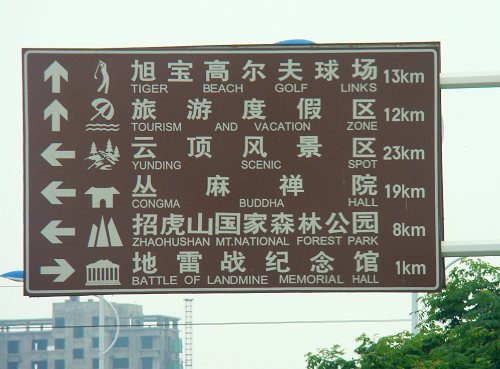 旭宝高尔夫球场 13km
TIGER BEACH GOLF LINKS
旅游度假区 12km
TOURISM AND VACATION ZONE
云顶风景区 23km
YUNDING SCENIC SPOT
丛麻禅院 19km
CONGMA BUDDHA HALL
招虎山国家森林公园 8km
ZHAOHUSHAN MT.NATIONAL FOREST PARK
地雷战纪念馆 1km
BATTLE OF LANDMINE MEMORIAL HALL